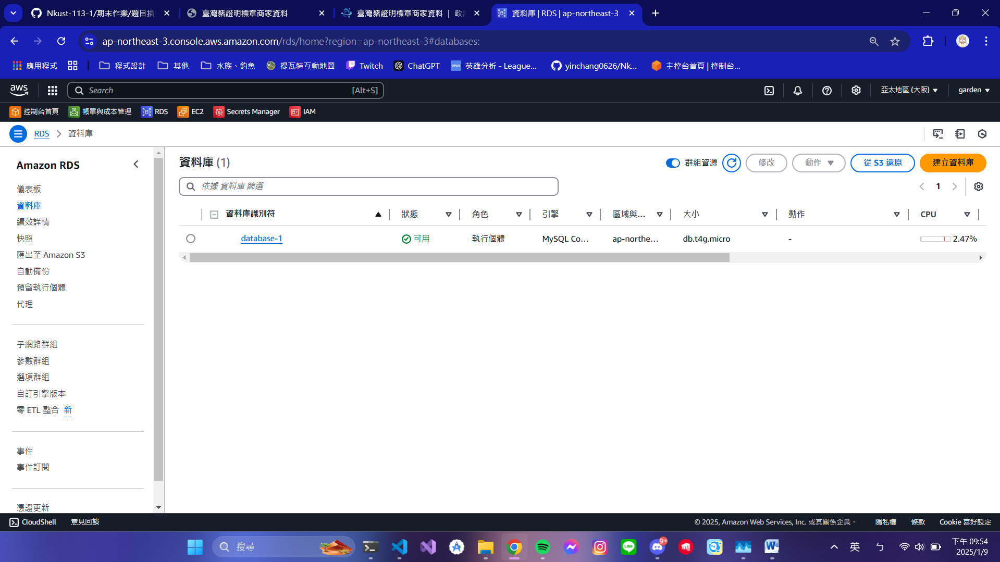 Nkust-113-1/期末作業/題目描
臺灣豬證明標章商家資料
臺灣豬證明標章商家資料 | 政府
資料庫 | RDS | ap-northeast-3
ap-northeast-3.console.aws.amazon.com/rds/home?region=ap-northeast-3#databases:
應用程式
程式設計
其他
水族、釣魚
提瓦特互動地圖
Twitch
ChatGPT
英雄分析 - League...
yinchang0626/Nk...
主控台首頁 | 控制台...
aws
Search
[Alt+S]
亞太地區 (大阪)
garden
控制台首頁
帳單與成本管理
RDS
EC2
Secrets Manager
IAM
RDS
資料庫
Amazon RDS
儀表板
資料庫
績效詳情
快照
匯出至 Amazon S3
自動備份
預留執行個體
代理
子網路群組
參數群組
選項群組
自訂引擎版本
零 ETL 整合 新
事件
事件訂閱
憑證更新
資料庫 (1)
群組資源
修改
動作
從 S3 還原
建立資料庫
依據 資料庫 篩選
1
資料庫識別符
狀態
角色
引擎
區域與...
大小
動作
CPU
database-1
可用
執行個體
MySQL Co...
ap-northe...
db.t4g.micro
-
2.47%
CloudShell
意見回饋
© 2025, Amazon Web Services, Inc. 或其關係企業。
隱私權
條款
Cookie 喜好設定
搜尋
9+
英
ㄅ
下午 09:54
2025/1/9